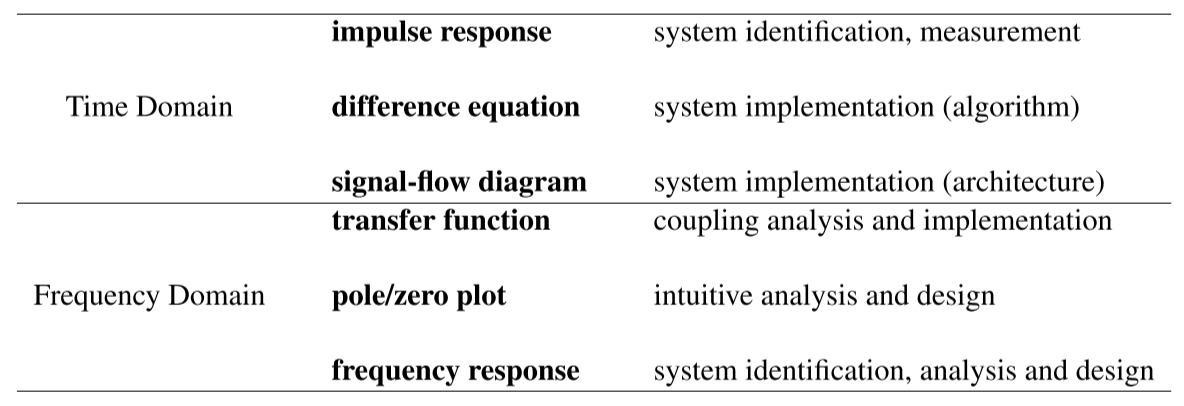 impulse response system identification, measurement
Time Domain difference equation system implementation (algorithm)
signal-flow diagram system implementation (architecture)
transfer function coupling analysis and implementation
Frequency Domain pole/zero plot intuitive analysis and design
frequency response system identification, analysis and design